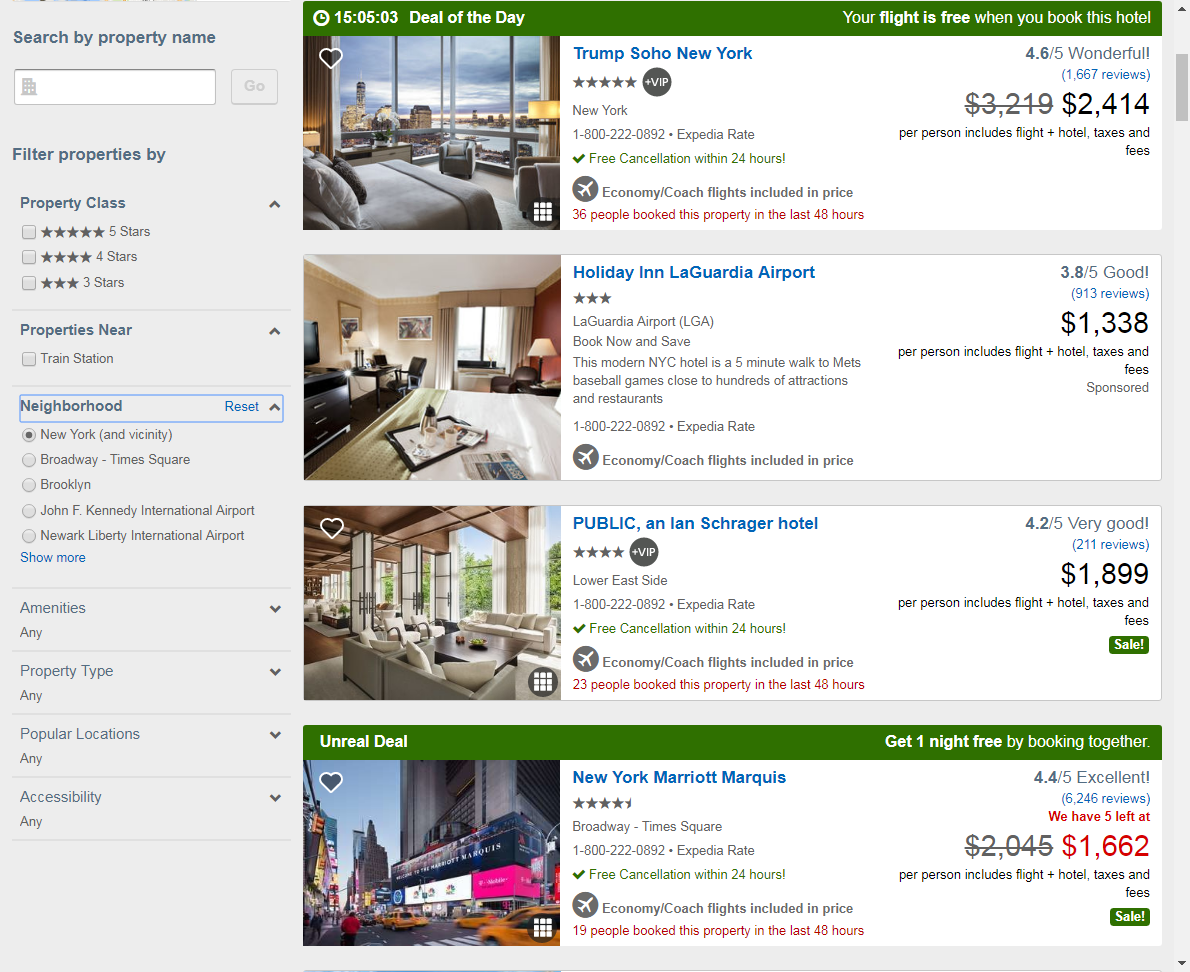 Search by property name
Go
Filter properties by
Property Class
5 Stars
4 Stars
3 Stars
Properties Near
Train Station
Neighborhood Reset
New York (and vicinity)
Broadway - Times Square
Brooklyn
John F. Kennedy International Airport
Newark Liberty International Airport
Show more
Amenities
Any
Property Type
Any
Popular Locations
Any
Accessibility
Any
15:05:03 Deal of the Day Your flight is free when you book this hotel
Trump Soho New York
+VIP
New York
1-800-222-0892 • Expedia Rate
Free Cancellation within 24 hours!
Economy/Coach flights included in price
36 people booked this property in the last 48 hours
4.6/5 Wonderful!
(1,667 reviews)
$3,219 $2,414
per person includes flight + hotel, taxes and
fees
Holiday Inn LaGuardia Airport
LaGuardia Airport (LGA)
Book Now and Save
This modern NYC hotel is a 5 minute walk to Mets
baseball games close to hundreds of attractions
and restaurants
1-800-222-0892 • Expedia Rate
Economy/Coach flights included in price
3.8/5 Good!
(913 reviews)
$1,338
per person includes flight + hotel, taxes and
fees
Sponsored
PUBLIC, an Ian Schrager hotel
+VIP
Lower East Side
1-800-222-0892 • Expedia Rate
Free Cancellation within 24 hours!
Economy/Coach flights included in price
23 people booked this property in the last 48 hours
4.2/5 Very good!
(211 reviews)
$1,899
per person includes flight + hotel, taxes and
fees
Sale!
Unreal Deal Get 1 night free by booking together.
WELCOME TO THE MARRIOTT MARQUIS
T-Mobile
New York Marriott Marquis
Broadway - Times Square
1-800-222-0892 • Expedia Rate
Free Cancellation within 24 hours!
Economy/Coach flights included in price
19 people booked this property in the last 48 hours
4.4/5 Excellent!
(6,246 reviews)
We have 5 left at
$2,045 $1,662
per person includes flight + hotel, taxes and
fees
Sale!